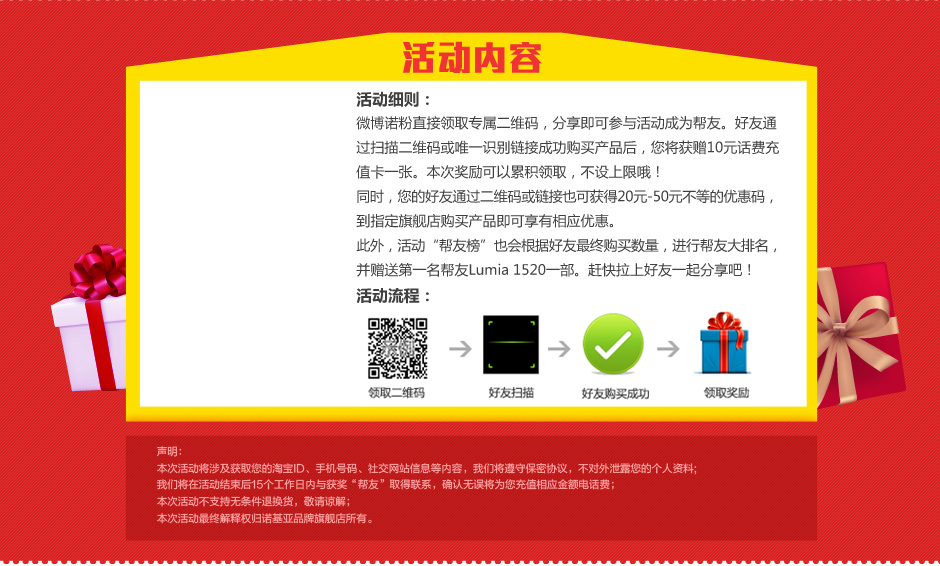 活动内容
活动细则：
微博诺粉直接领取专属二维码，分享即可参与活动成为帮友。好友通
过扫描二维码或唯一识别链接成功购买产品后，您将获赠10元话费充
值卡一张。本次奖励可以累积领取，不设上限哦！
同时，您的好友通过二维码或链接也可获得20元-50元不等的优惠码，
到指定旗舰店购买产品即可享有相应优惠。
此外，活动“帮友榜”也会根据好友最终购买数量，进行帮友大排名，
并赠送第一名帮友Lumia 1520一部。赶快拉上好友一起分享吧！
活动流程：
领取二维码
好友扫描
好友购买成功
领取奖励
声明：
本次活动将涉及获取您的淘宝ID、手机号码、社交网站信息等内容，我们将遵守保密协议，不对外泄露您的个人资料；
我们将在活动结束后15个工作日内与获奖“帮友”取得联系，确认无误将为您充值相应金额电话费；
本次活动不支持无条件退换货，敬请谅解；
本次活动最终解释权归诺基亚品牌旗舰店所有。